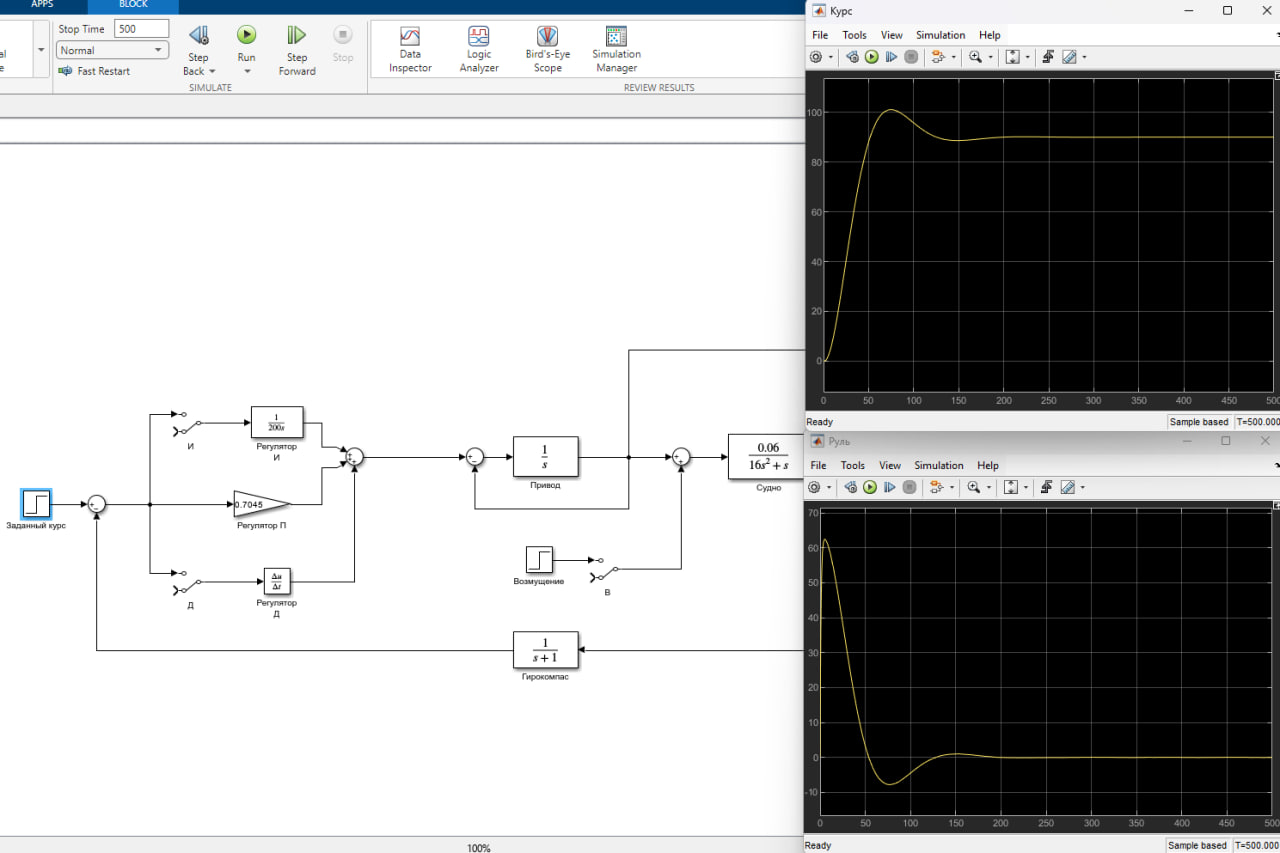 APPS
BLOCK
Stop Time
500
Normal
Fast Restart
Step
Back
Run
Step
Forward
Stop
SIMULATE
Data
Inspector
Logic
Analyzer
Bird's-Eye
Scope
Simulation
Manager
REVIEW RESULTS
Заданный курс
И
1
200s
Регулятор
И
0.7045
Регулятор П
Д
Δu
Δt
Регулятор
Д
1
s
Привод
0.06
16s² + s
Судно
Возмущение
В
1
s + 1
Гирокомпас
100%
Курс
File Tools View Simulation Help
100
80
60
40
20
0
0 50 100 150 200 250 300 350 400 450 500
Ready
Sample based
T=500.000
Руль
File Tools View Simulation Help
70
60
50
40
30
20
10
0
-10
0 50 100 150 200 250 300 350 400 450 500
Ready
Sample based
T=500.000